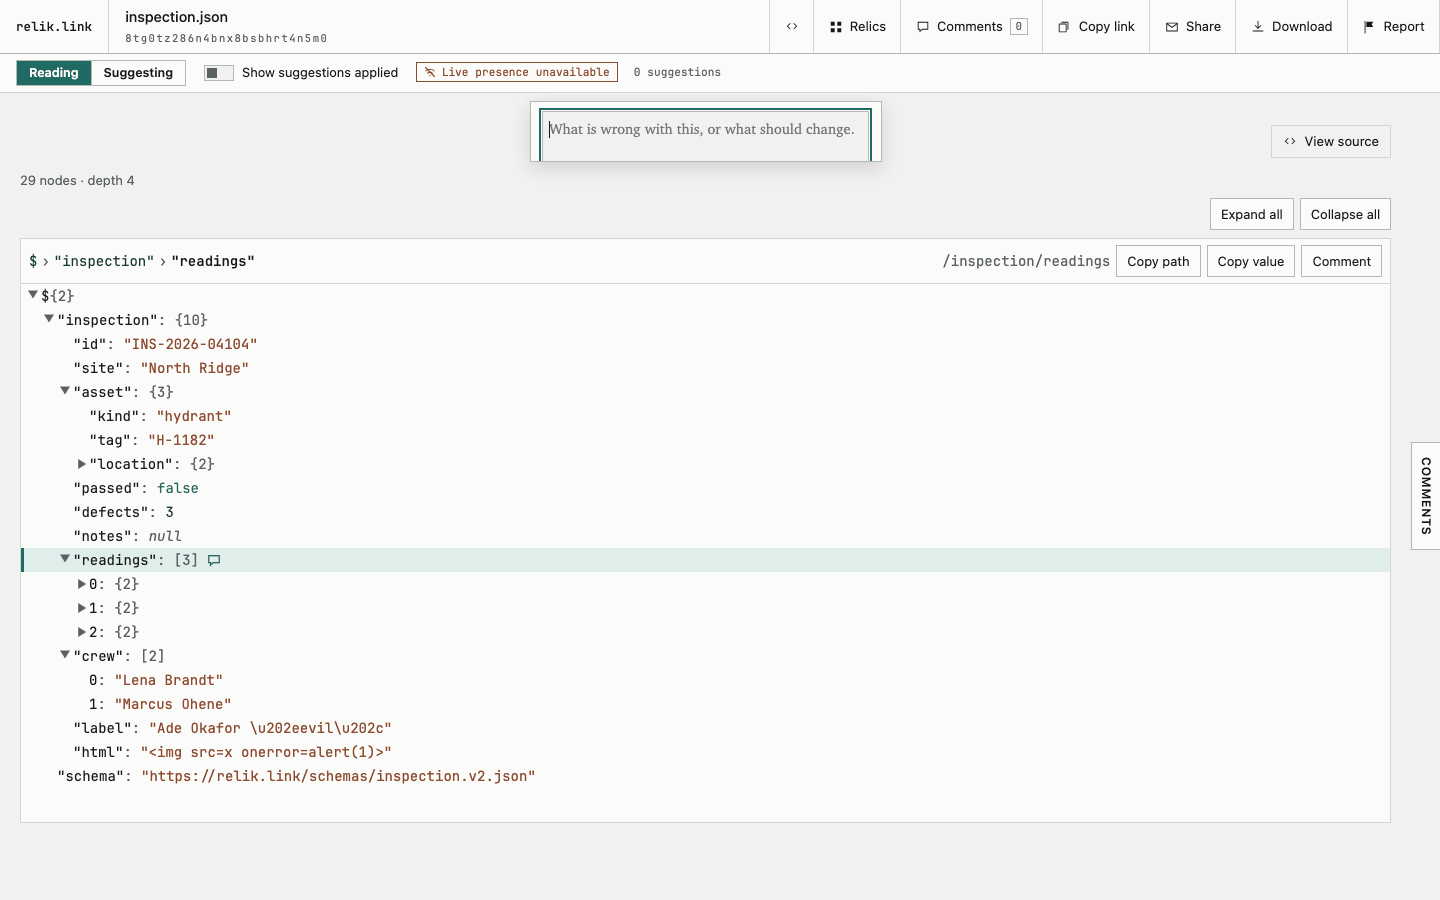 relik.link
inspection.json
8tg0tz286n4bnx8bsbhrt4n5m0
Relics
Comments 0
Copy link
Share
Download
Report
Reading
Suggesting
Show suggestions applied
Live presence unavailable
0 suggestions
What is wrong with this, or what should change.
View source
29 nodes · depth 4
Expand all
Collapse all
$ › "inspection" › "readings"
/inspection/readings
Copy path
Copy value
Comment
${2}
"inspection": {10}
"id": "INS-2026-04104"
"site": "North Ridge"
"asset": {3}
"kind": "hydrant"
"tag": "H-1182"
"location": {2}
"passed": false
"defects": 3
"notes": null
"readings": [3]
0: {2}
1: {2}
2: {2}
"crew": [2]
0: "Lena Brandt"
1: "Marcus Ohene"
"label": "Ade Okafor \u202eevil\u202c"
"html": "<img src=x onerror=alert(1)>"
"schema": "https://relik.link/schemas/inspection.v2.json"
COMMENTS